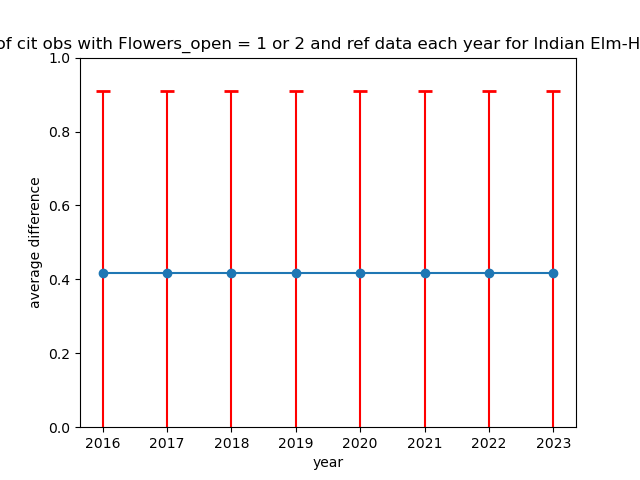 of cit obs with Flowers_open = 1 or 2 and ref data each year for Indian Elm-H
1.0
0.8
0.6
0.4
0.2
0.0
average difference
2016 2017 2018 2019 2020 2021 2022 2023
year